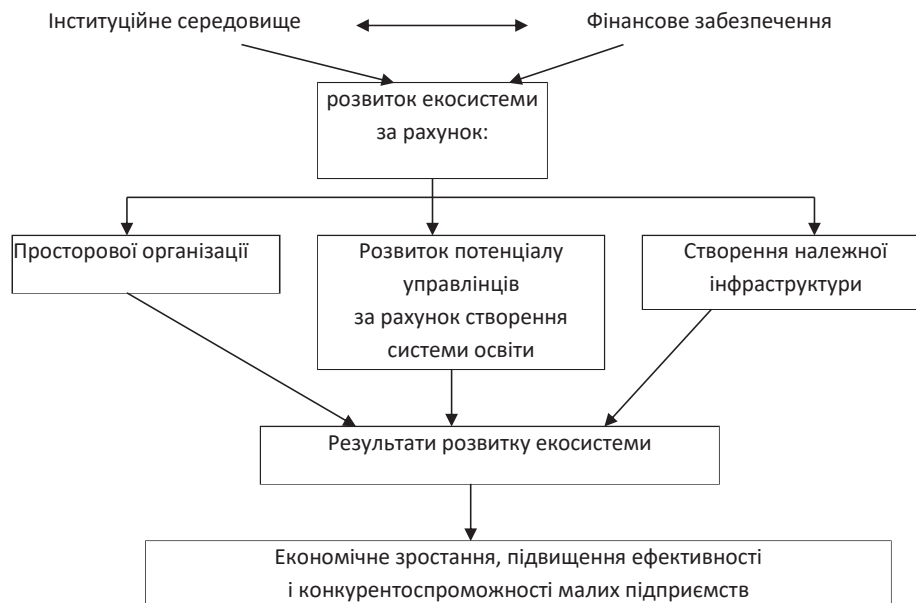 Інституційне середовище
Фінансове забезпечення
розвиток екосистеми
за рахунок:
Просторової організації
Розвиток потенціалу
управлінців
за рахунок створення
системи освіти
Створення належної
інфраструктури
Результати розвитку екосистеми
Економічне зростання, підвищення ефективності
і конкурентоспроможності малих підприємств